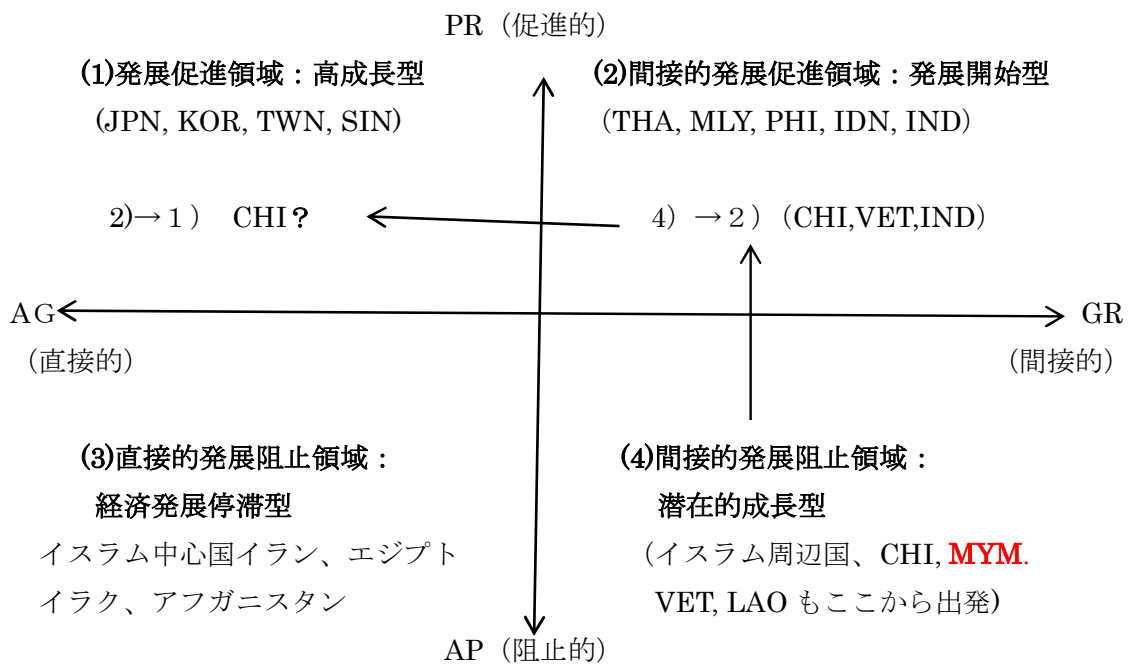 PR（促進的）
(1)発展促進領域：高成長型
(2)間接的発展促進領域：発展開始型
(JPN, KOR, TWN, SIN)
（THA, MLY, PHI, IDN, IND）
2)→１） CHI？
4）→２）（CHI,VET,IND）
AＧ
GR
（直接的）
（間接的）
(3)直接的発展阻止領域：
経済発展停滞型
イスラム中心国イラン、エジプト
イラク、アフガニスタン
(4)間接的発展阻止領域：
潜在的成長型
（イスラム周辺国、CHI, MYM.
VET, LAO もここから出発)
AP（阻止的）